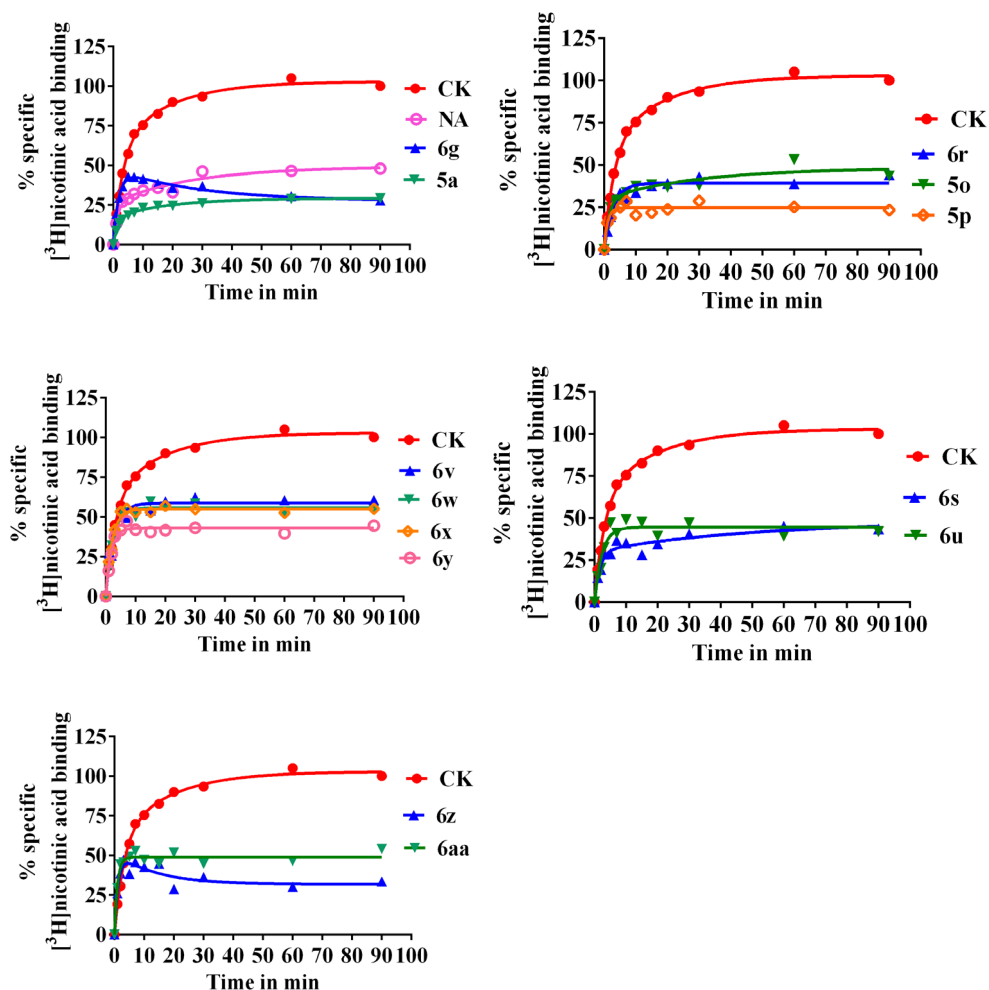 % specific
[³H]nicotinic acid binding
125
100
75
50
25
0
0 10 20 30 40 50 60 70 80 90 100
Time in min
CK
NA
6g
5a
% specific
[³H]nicotinic acid binding
125
100
75
50
25
0
0 10 20 30 40 50 60 70 80 90 100
Time in min
CK
6r
5o
5p
% specific
[³H]nicotinic acid binding
125
100
75
50
25
0
0 10 20 30 40 50 60 70 80 90 100
Time in min
CK
6v
6w
6x
6y
% specific
[³H]nicotinic acid binding
125
100
75
50
25
0
0 10 20 30 40 50 60 70 80 90 100
Time in min
CK
6s
6u
% specific
[³H]nicotinic acid binding
125
100
75
50
25
0
0 10 20 30 40 50 60 70 80 90 100
Time in min
CK
6z
6aa